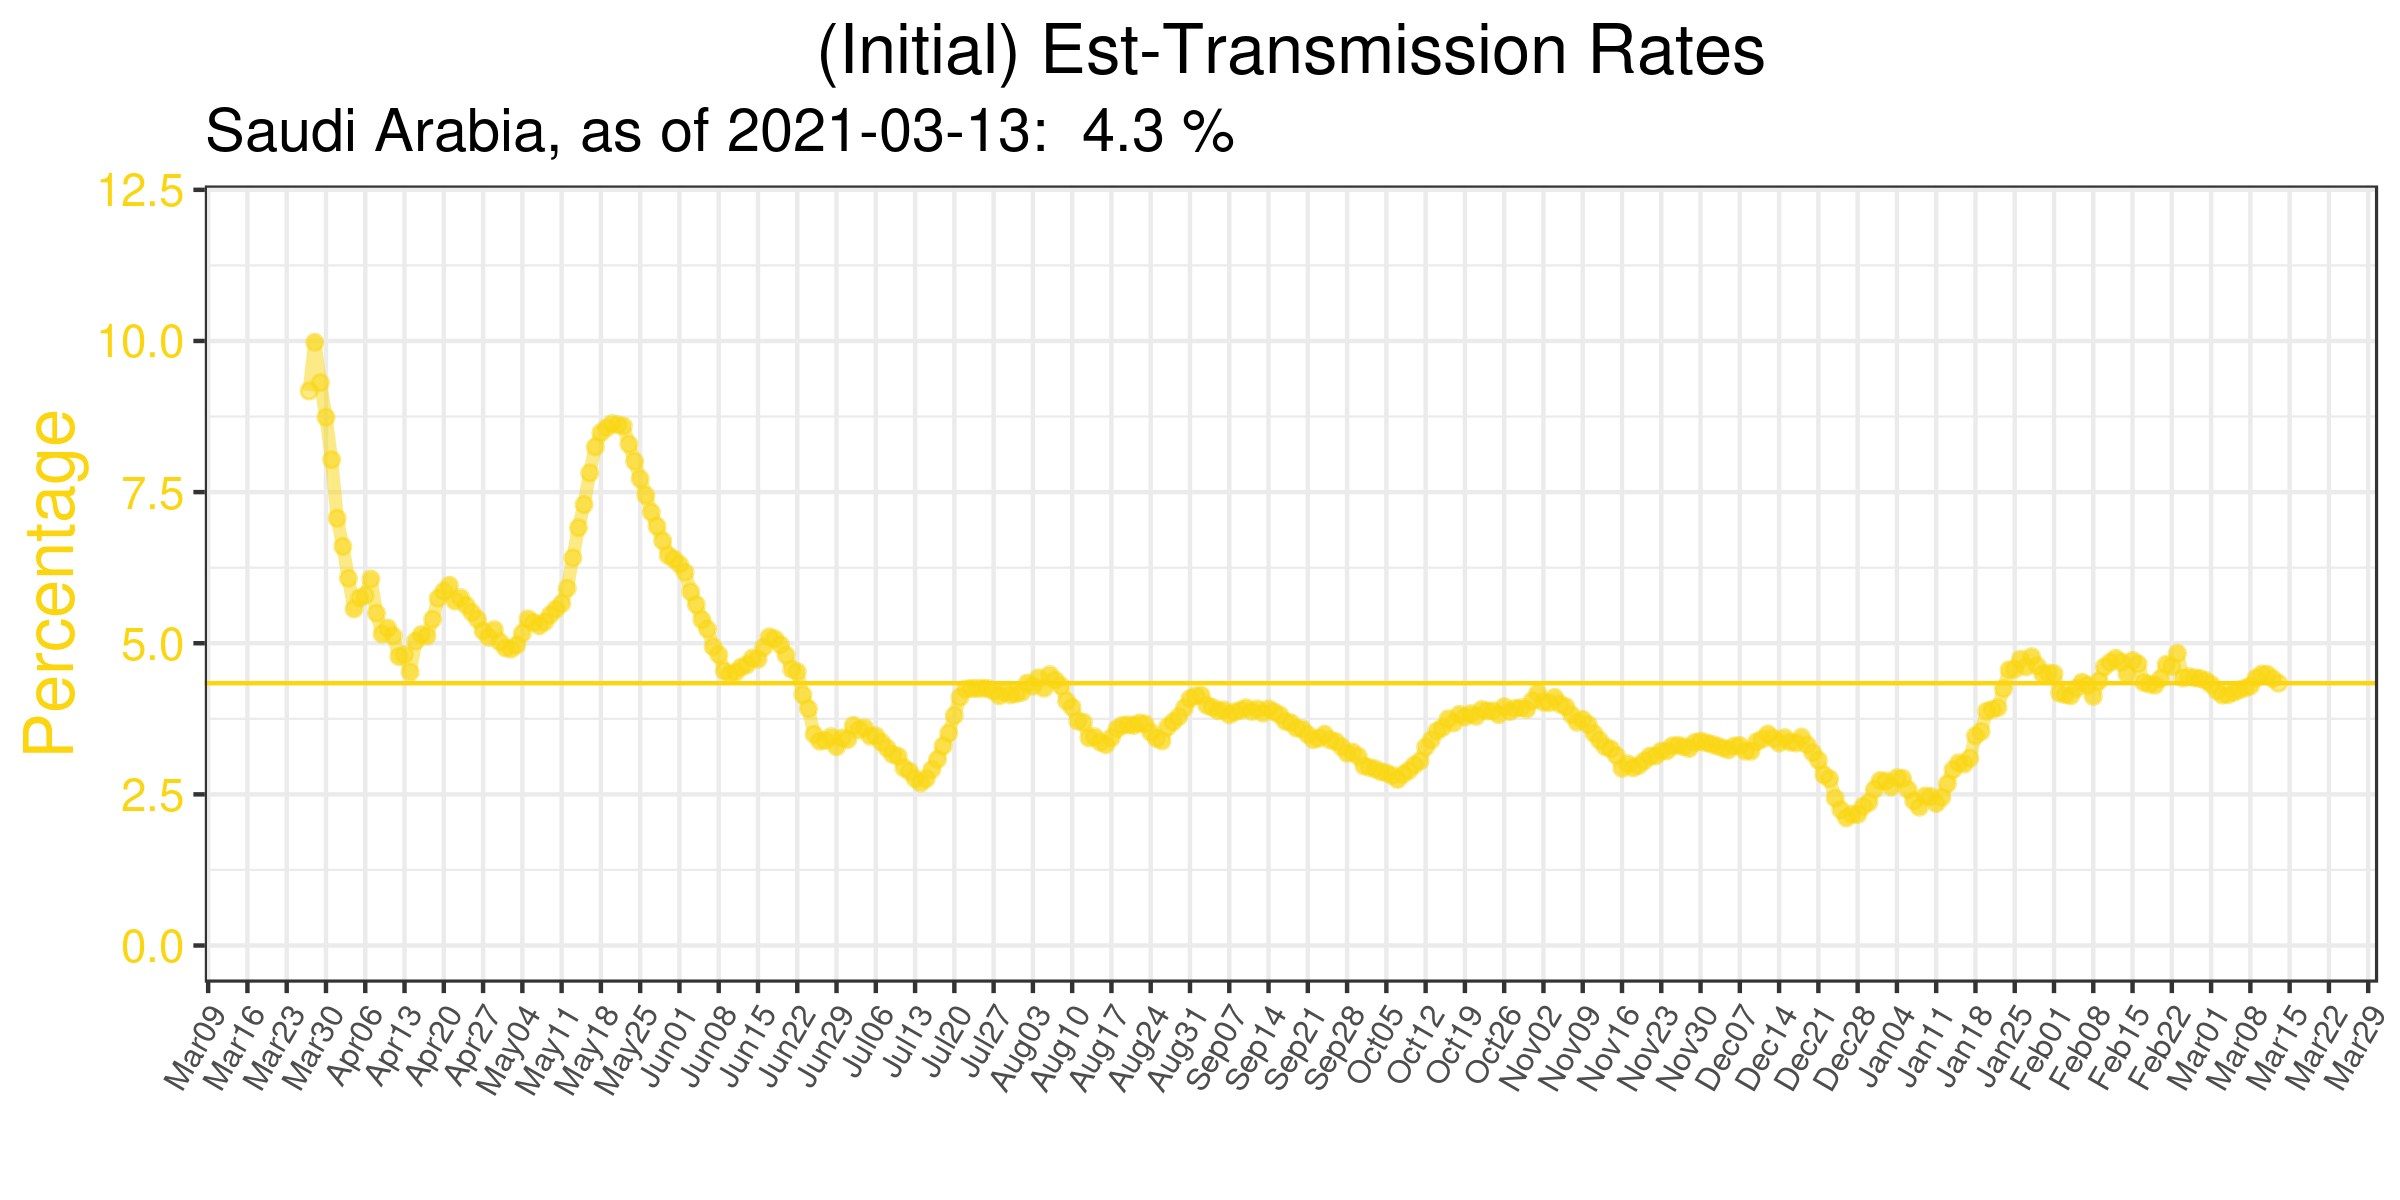 (Initial) Est-Transmission Rates
Saudi Arabia, as of 2021-03-13:  4.3 %
Percentage
12.5
10.0
7.5
5.0
2.5
0.0
Mar09
Mar16
Mar23
Mar30
Apr06
Apr13
Apr20
Apr27
May04
May11
May18
May25
Jun01
Jun08
Jun15
Jun22
Jun29
Jul06
Jul13
Jul20
Jul27
Aug03
Aug10
Aug17
Aug24
Aug31
Sep07
Sep14
Sep21
Sep28
Oct05
Oct12
Oct19
Oct26
Nov02
Nov09
Nov16
Nov23
Nov30
Dec07
Dec14
Dec21
Dec28
Jan04
Jan11
Jan18
Jan25
Feb01
Feb08
Feb15
Feb22
Mar01
Mar08
Mar15
Mar22
Mar29